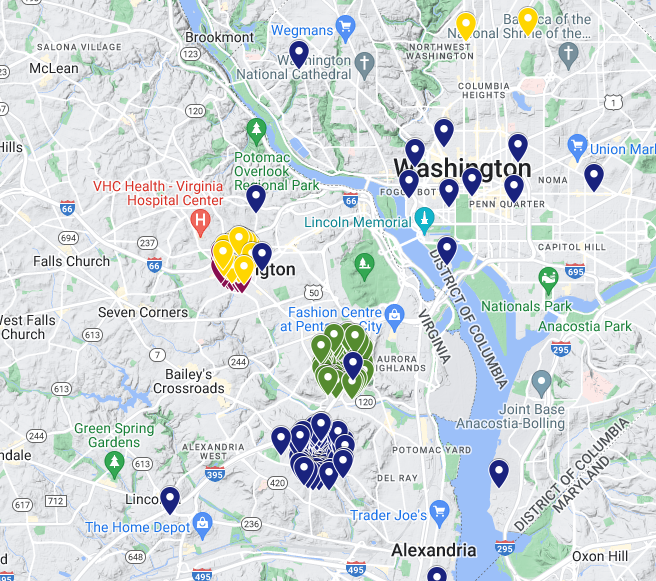 Brookmont
Wegmans
Basilica of the
National Shrine of the...
SALONA VILLAGE
123
NORTHWEST
WASHINGTON
McLean
Washington
National Cathedral
COLUMBIA
HEIGHTS
1
120
Hills
Potomac
Overlook
Regional Park
Washington
Union Mar
NOMA
VHC Health - Virginia
Hospital Center
FOGGY BOT
PENN QUARTER
66
66
Lincoln Memorial
694
237
CAPITOL HILL
Falls Church
66
ington
695
50
Nationals Park
Seven Corners
Fashion Centre
at Pentagon City
DISTRICT OF COLUMBIA
VIRGINIA
Anacostia Park
West Falls
Church
613
7
244
AURORA
HIGHLANDS
295
Bailey's
Crossroads
613
120
Joint Base
Anacostia-Bolling
Green Spring
Gardens
244
ALEXANDRIA
WEST
POTOMAC YARD
DISTRICT OF COLUMBIA
MARYLAND
ndale
613
395
420
DEL RAY
617
712
Linco
Trader Joe's
The Home Depot
236
648
Alexandria
295
Oxon Hill
495
495